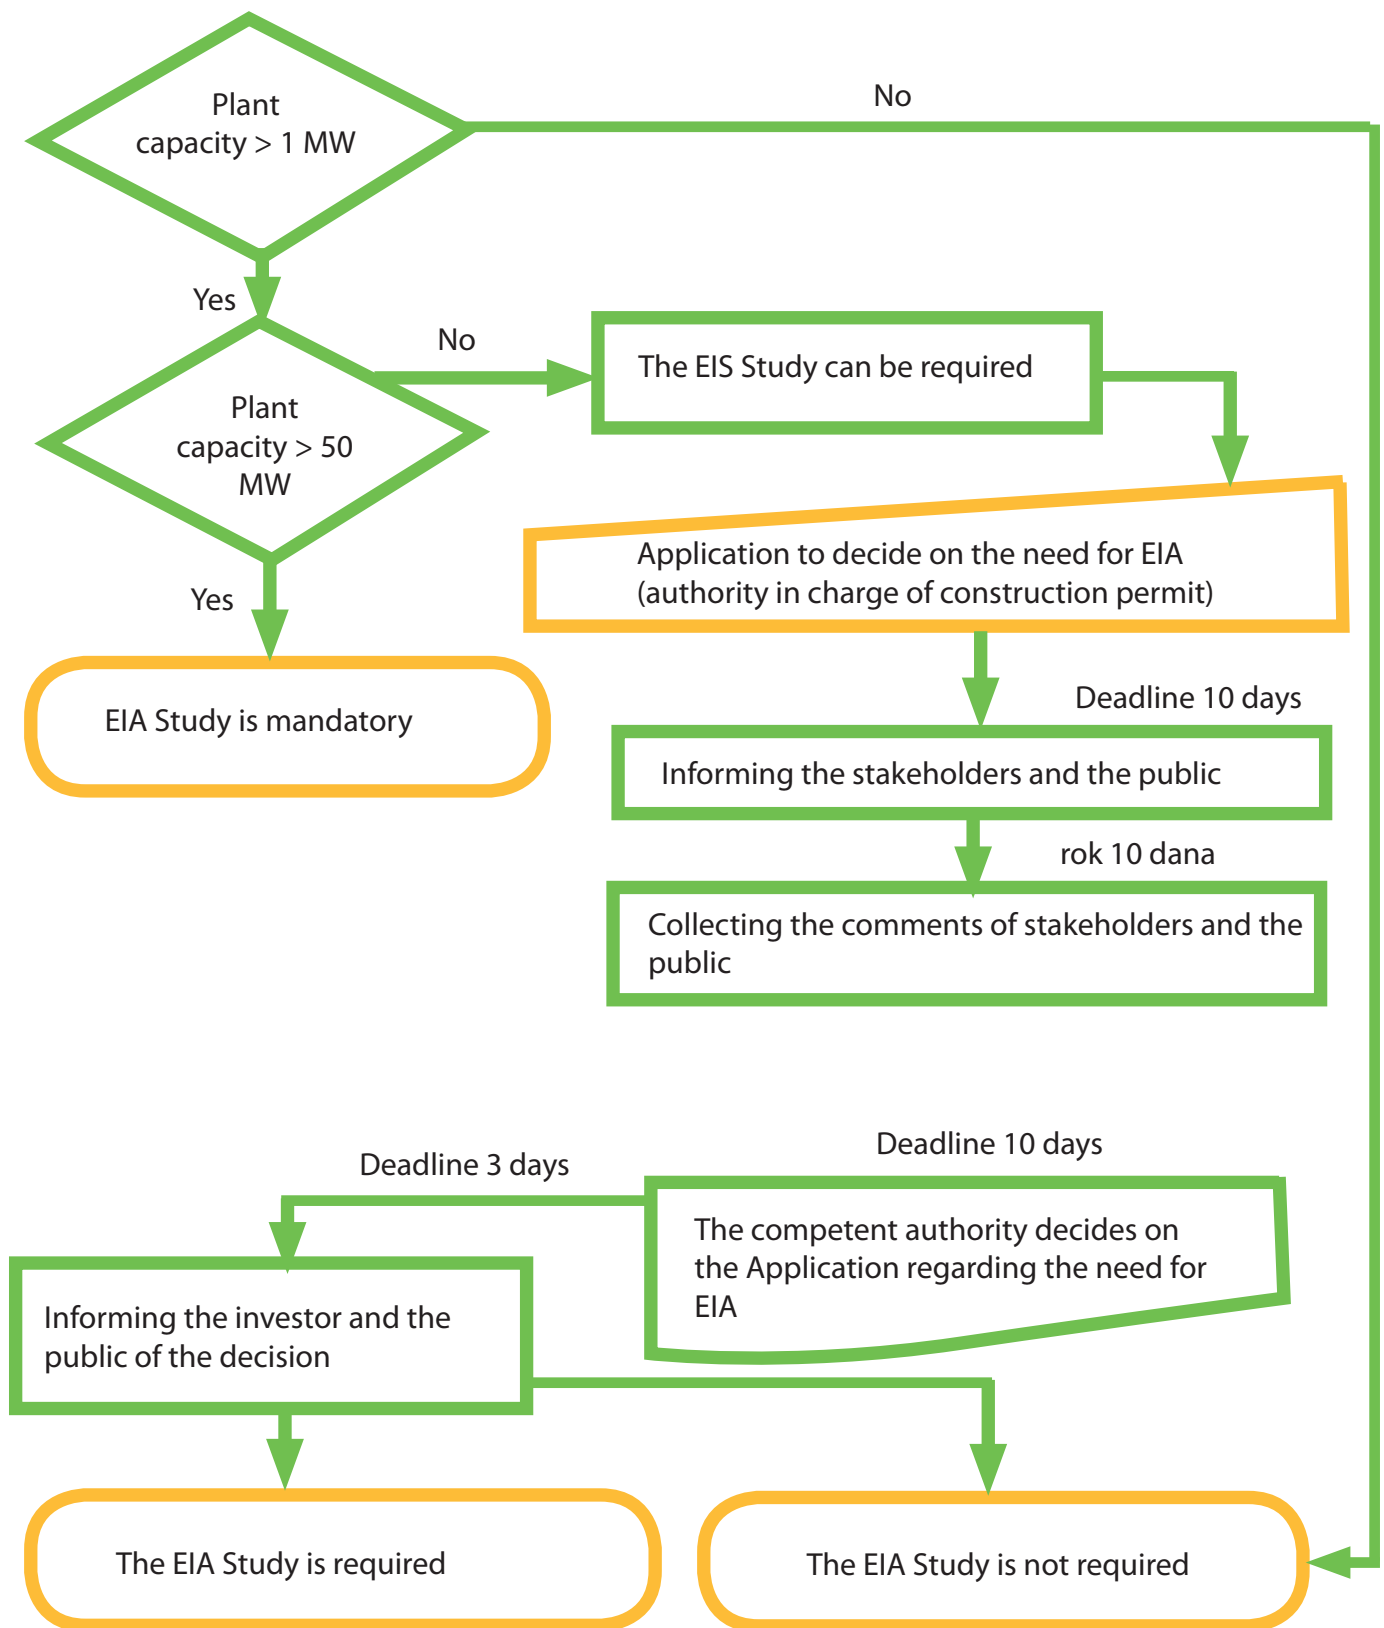 Plant
capacity > 1 MW
No
Yes
No
The EIS Study can be required
Plant
capacity > 50
MW
Application to decide on the need for EIA
(authority in charge of construction permit)
Yes
EIA Study is mandatory
Deadline 10 days
Informing the stakeholders and the public
rok 10 dana
Collecting the comments of stakeholders and the
public
Deadline 10 days
Deadline 3 days
The competent authority decides on
the Application regarding the need for
EIA
Informing the investor and the
public of the decision
The EIA Study is required
The EIA Study is not required